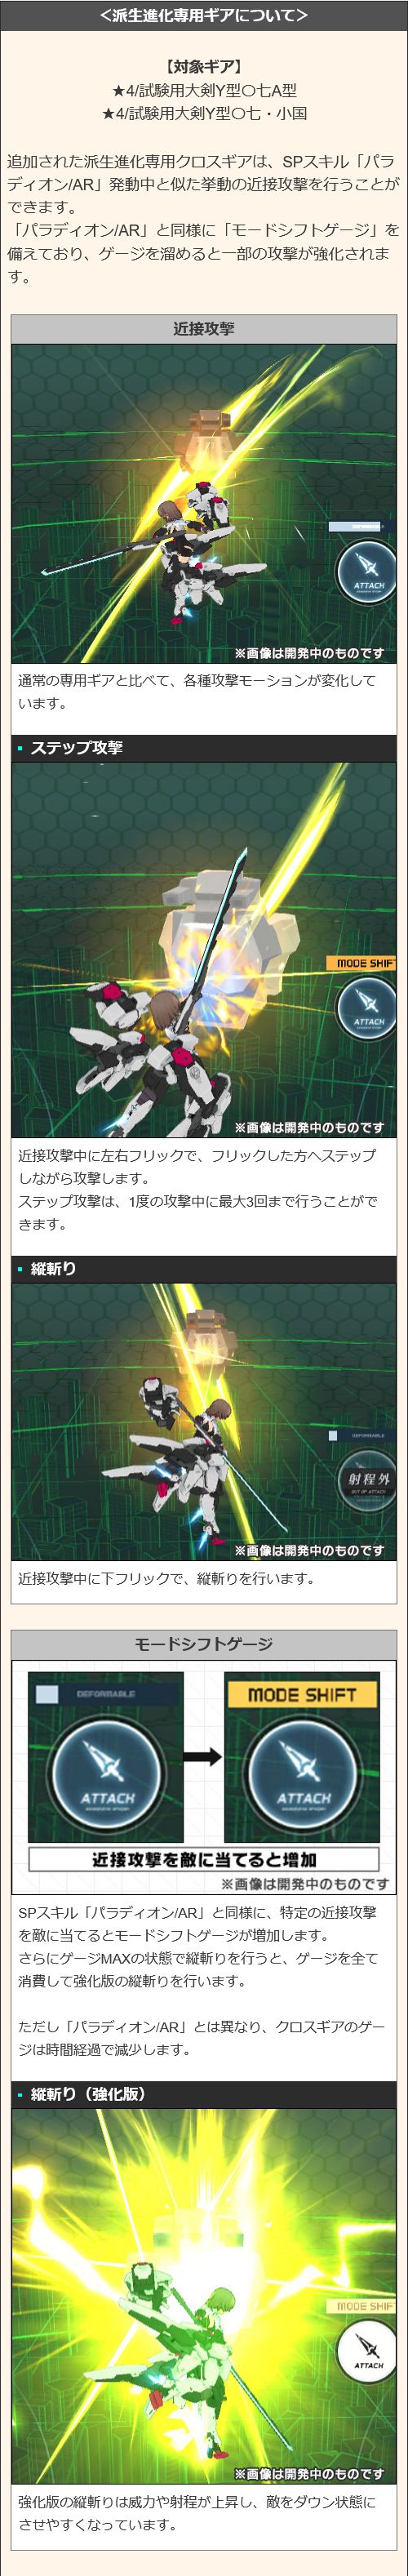 ＜派生進化専用ギアについて＞
【対象ギア】
★4/試験用大剣Y型〇七A型
★4/試験用大剣Y型〇七・小国
追加された派生進化専用クロスギアは、SPスキル「パラ
ディオン/AR」発動中と似た挙動の近接攻撃を行うことが
できます。
「パラディオン/AR」と同様に「モードシフトゲージ」を
備えており、ゲージを溜めると一部の攻撃が強化されま
す。
近接攻撃
ATTACH
※画像は開発中のものです
通常の専用ギアと比べて、各種攻撃モーションが変化して
います。
ステップ攻撃
MODE SHIF
ATTACH
※画像は開発中のものです
近接攻撃中に左右フリックで、フリックした方へステップ
しながら攻撃します。
ステップ攻撃は、1度の攻撃中に最大3回まで行うことがで
きます。
縦斬り
DEFORMABLE
射程外
OUT OF ATTACH
※画像は開発中のものです
近接攻撃中に下フリックで、縦斬りを行います。
モードシフトゲージ
DEFORMABLE
MODE SHIFT
ATTACH
ATTACH
近接攻撃を敵に当てると増加
※画像は開発中のものです
SPスキル「パラディオン/AR」と同様に、特定の近接攻撃
を敵に当てるとモードシフトゲージが増加します。
さらにゲージMAXの状態で縦斬りを行うと、ゲージを全て
消費して強化版の縦斬りを行います。
ただし「パラディオン/AR」とは異なり、クロスギアのゲー
ジは時間経過で減少します。
縦斬り（強化版）
MODE SHIF
ATTACH
※画像は開発中のものです
強化版の縦斬りは威力や射程が上昇し、敵をダウン状態に
させやすくなっています。